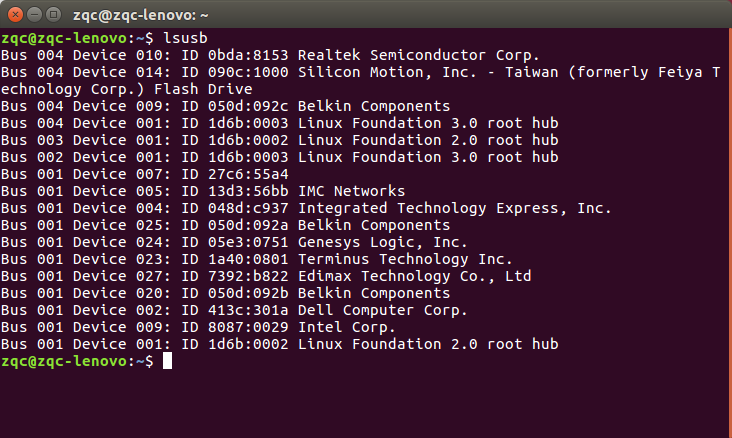 zqc@zqc-lenovo: ~
zqc@zqc-lenovo:~$ lsusb
Bus 004 Device 010: ID 0bda:8153 Realtek Semiconductor Corp.
Bus 004 Device 014: ID 090c:1000 Silicon Motion, Inc. - Taiwan (formerly Feiya T
echnology Corp.) Flash Drive
Bus 004 Device 009: ID 050d:092c Belkin Components
Bus 004 Device 001: ID 1d6b:0003 Linux Foundation 3.0 root hub
Bus 003 Device 001: ID 1d6b:0002 Linux Foundation 2.0 root hub
Bus 002 Device 001: ID 1d6b:0003 Linux Foundation 3.0 root hub
Bus 001 Device 007: ID 27c6:55a4
Bus 001 Device 005: ID 13d3:56bb IMC Networks
Bus 001 Device 004: ID 048d:c937 Integrated Technology Express, Inc.
Bus 001 Device 025: ID 050d:092a Belkin Components
Bus 001 Device 024: ID 05e3:0751 Genesys Logic, Inc.
Bus 001 Device 023: ID 1a40:0801 Terminus Technology Inc.
Bus 001 Device 027: ID 7392:b822 Edimax Technology Co., Ltd
Bus 001 Device 020: ID 050d:092b Belkin Components
Bus 001 Device 002: ID 413c:301a Dell Computer Corp.
Bus 001 Device 009: ID 8087:0029 Intel Corp.
Bus 001 Device 001: ID 1d6b:0002 Linux Foundation 2.0 root hub
zqc@zqc-lenovo:~$